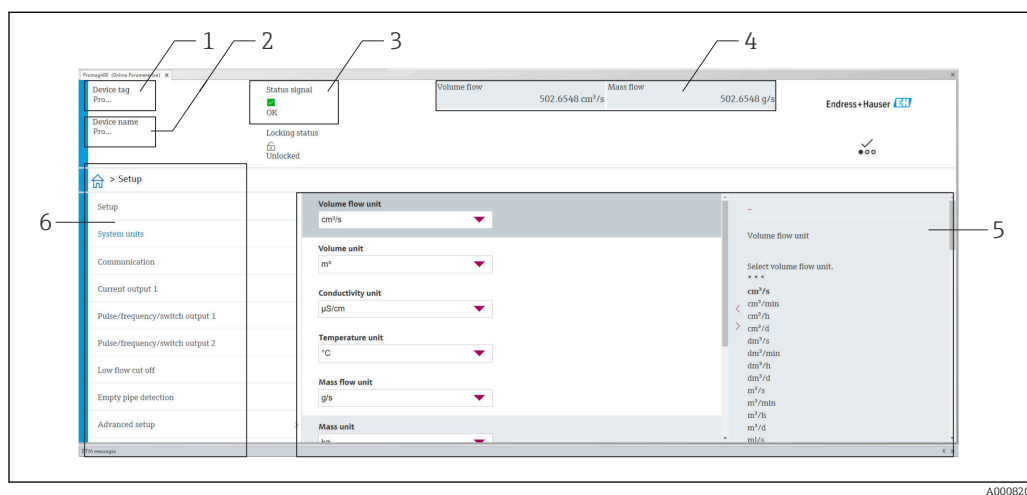 1
2
3
4
Promag400 (Online Parameterize) X
Device tag
Pro...
Device name
Pro...
Status signal
OK
Locking status
Unlocked
Volume flow
502.6548 cm³/s
Mass flow
502.6548 g/s
Endress+Hauser EH
> Setup
6
Setup
System units
Communication
Current output 1
Pulse/frequency/switch output 1
Pulse/frequency/switch output 2
Low flow cut off
Empty pipe detection
Advanced setup
Volume flow unit
cm³/s
Volume unit
m³
Conductivity unit
µS/cm
Temperature unit
°C
Mass flow unit
g/s
Mass unit
kg
5
..
Volume flow unit
Select volume flow unit.
* * *
cm³/s
cm³/min
cm³/h
cm³/d
dm³/s
dm³/min
dm³/h
dm³/d
m³/s
m³/min
m³/h
m³/d
ml/s
DTM messages